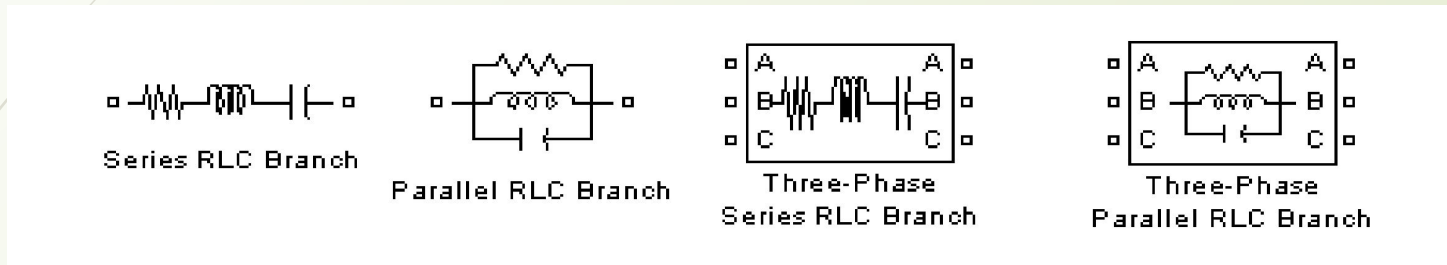 Series RLC Branch
Parallel RLC Branch
A A
B B
C C
Three-Phase
Series RLC Branch
A A
B B
C C
Three-Phase
Parallel RLC Branch